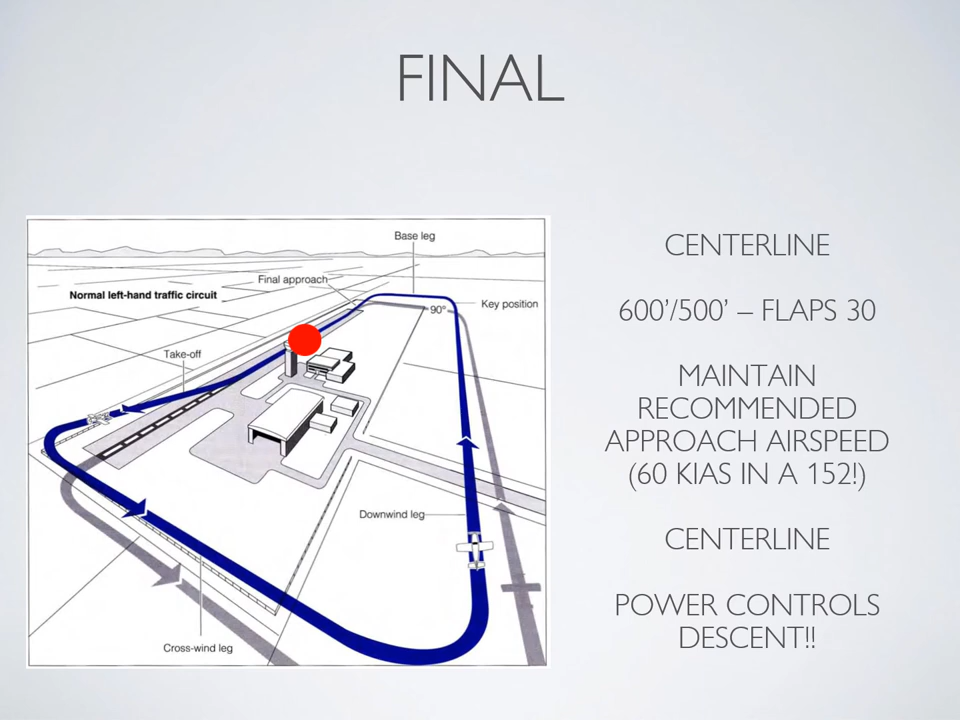 FINAL
Base leg
Final approach
Normal left-hand traffic circuit
Key position
90°
Take-off
Downwind leg
Cross-wind leg
CENTERLINE
600’/500’ – FLAPS 30
MAINTAIN
RECOMMENDED
APPROACH AIRSPEED
(60 KIAS IN A 152!)
CENTERLINE
POWER CONTROLS
DESCENT!!